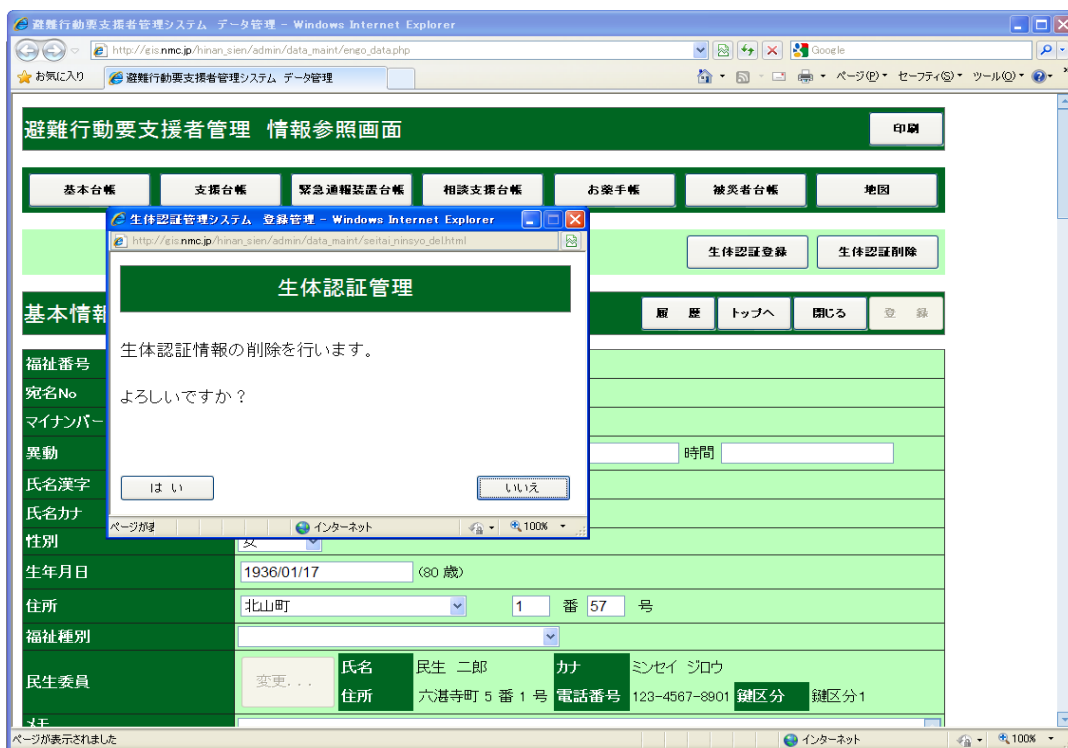 避難行動要支援者管理システム データ管理 - Windows Internet Explorer
http://gis.nmc.jp/hinan_sien/admin/data_maint/engo_data.php
Google
お気に入り
避難行動要支援者管理システム データ管理
ページ(P) セーフティ(S) ツール(O)
避難行動要支援者管理 情報参照画面
印刷
基本台帳 支援台帳 緊急通報装置台帳 相談支援台帳 お薬手帳 被災者台帳 地図
生体認証登録 生体認証削除
生体認証管理システム 登録管理 - Windows Internet Explorer
http://gis.nmc.jp/hinan_sien/admin/data_maint/seitai_ninsyo_del.html
生体認証管理
生体認証情報の削除を行います。
よろしいですか？
はい いいえ
インターネット 100%
基本情報
履 歴 トップへ 閉じる 登 録
福祉番号
宛名No
マイナンバー
異動 時間
氏名漢字
氏名カナ
性別 女
生年月日 1936/01/17 (80 歳)
住所 北山町 1 番 57 号
福祉種別
民生委員 変更... 氏名 民生 二郎 カナ ミンセイ ジロウ
住所 六湛寺町 5 番 1 号 電話番号 123-4567-8901 鍵区分 鍵区分1
メモ
ページが表示されました インターネット 100%